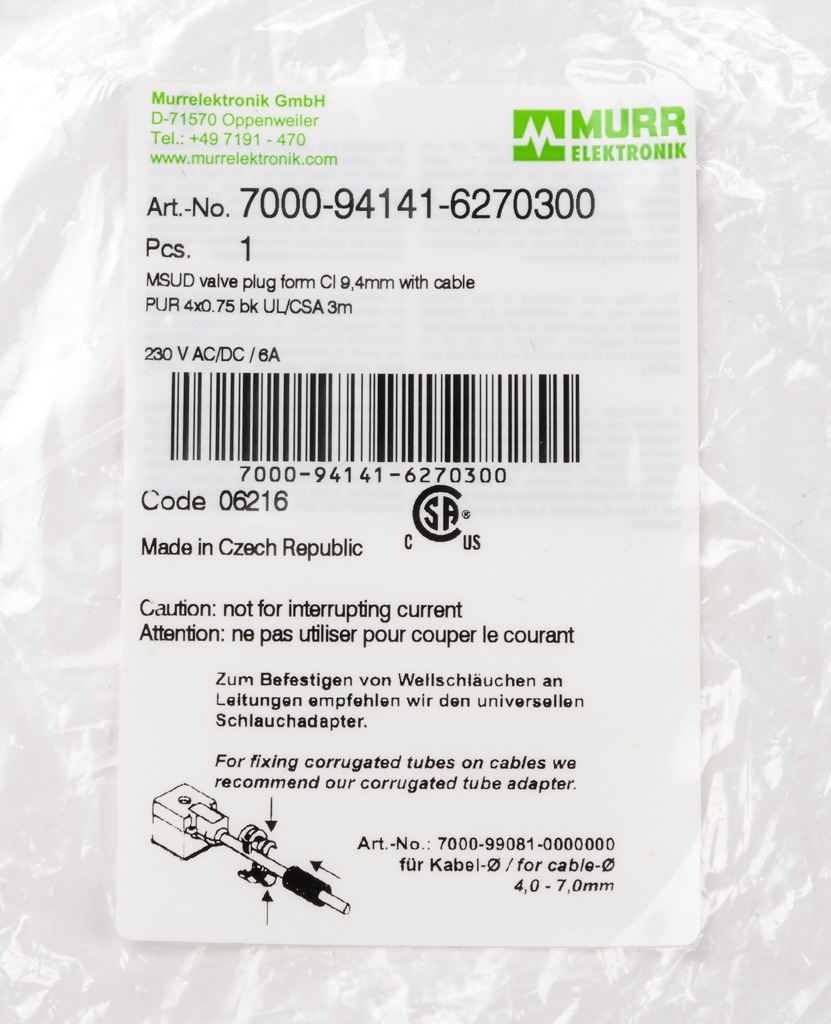 Murrelektronik GmbH
D-71570 Oppenweiler
Tel.: +49 7191 - 470
www.murrelektronik.com
MURR
ELEKTRONIK
Art.-No. 7000-94141-6270300
Pcs. 1
MSUD valve plug form CI 9,4mm with cable
PUR 4x0.75 bk UL/CSA 3m
230 V AC/DC / 6A
7000-94141-6270300
Code 06216
SA ®
C US
Made in Czech Republic
Caution: not for interrupting current
Attention: ne pas utiliser pour couper le courant
Zum Befestigen von Wellschläuchen an
Leitungen empfehlen wir den universellen
Schlauchadapter.
For fixing corrugated tubes on cables we
recommend our corrugated tube adapter.
Art.-No.: 7000-99081-0000000
für Kabel-Ø / for cable-Ø
4,0 - 7,0mm